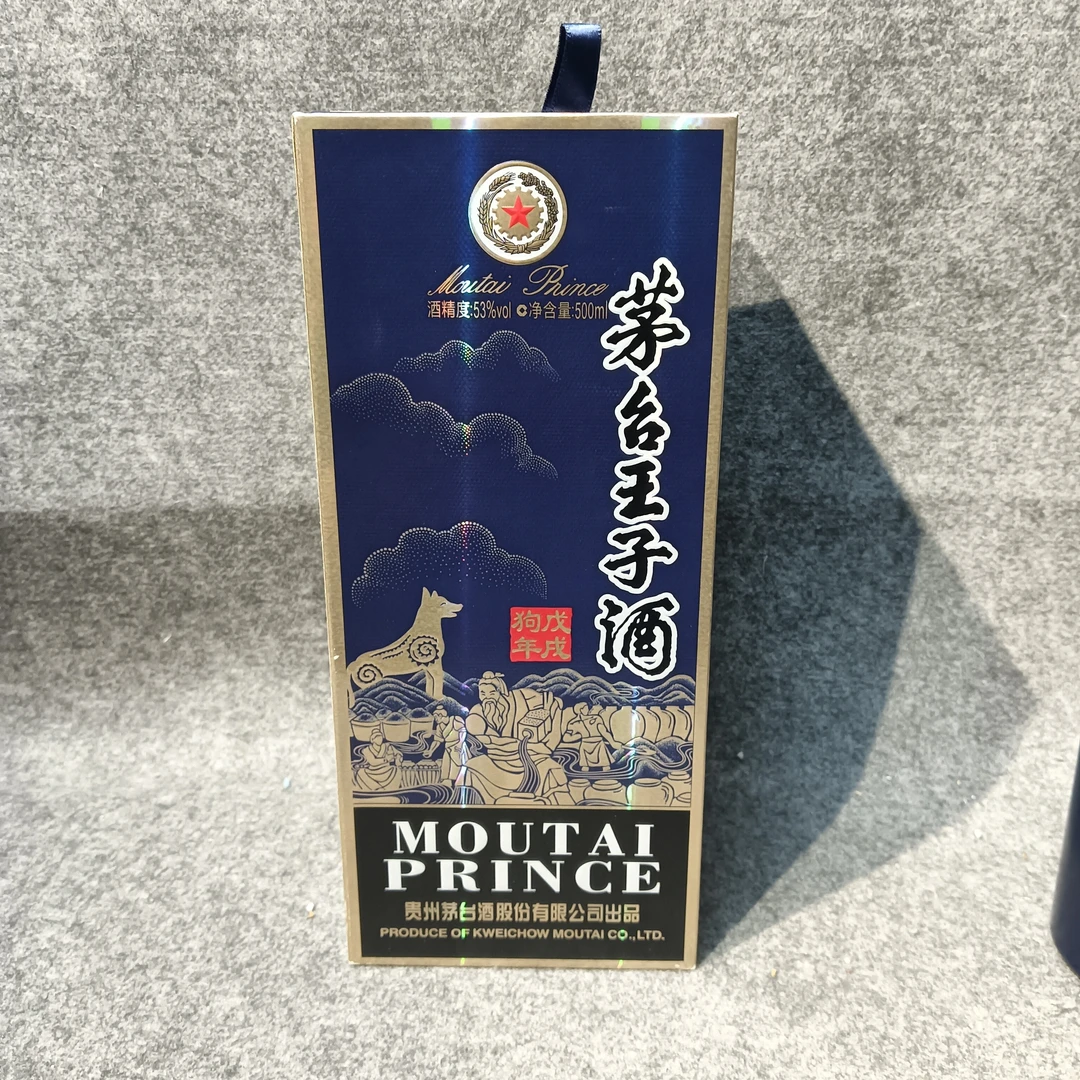 Moutai Prince
酒精度:53%vol 净含量:500ml
茅台王子酒
戊戌
狗年
MOUTAI
PRINCE
贵州茅台酒股份有限公司出品
PRODUCE OF KWEICHOW MOUTAI CO.,LTD.